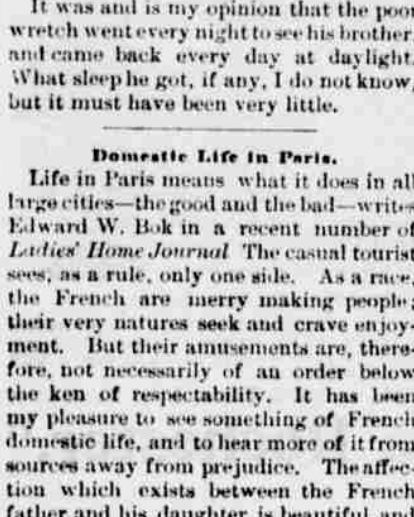 It was and is my opinion that the poor
wretch went every night to see his brother
and came back every day at daylight.
What sleep he got, if any, I do not know,
but it must have been very little.
Domestic Life in Paris.
Life in Paris means what it does in all
large cities—the good and the bad—writes
Edward W. Bok in a recent number of
Ladies' Home Journal The casual tourist
sees, as a rule, only one side. As a race,
the French are merry making people;
their very natures seek and crave enjoy-
ment. But their amusements are, there-
fore, not necessarily of an order below
the ken of respectability. It has been
my pleasure to see something of French
domestic life, and to hear more of it from
sources away from prejudice. The affec-
tion which exists between the French
father and his daughter is beautiful and